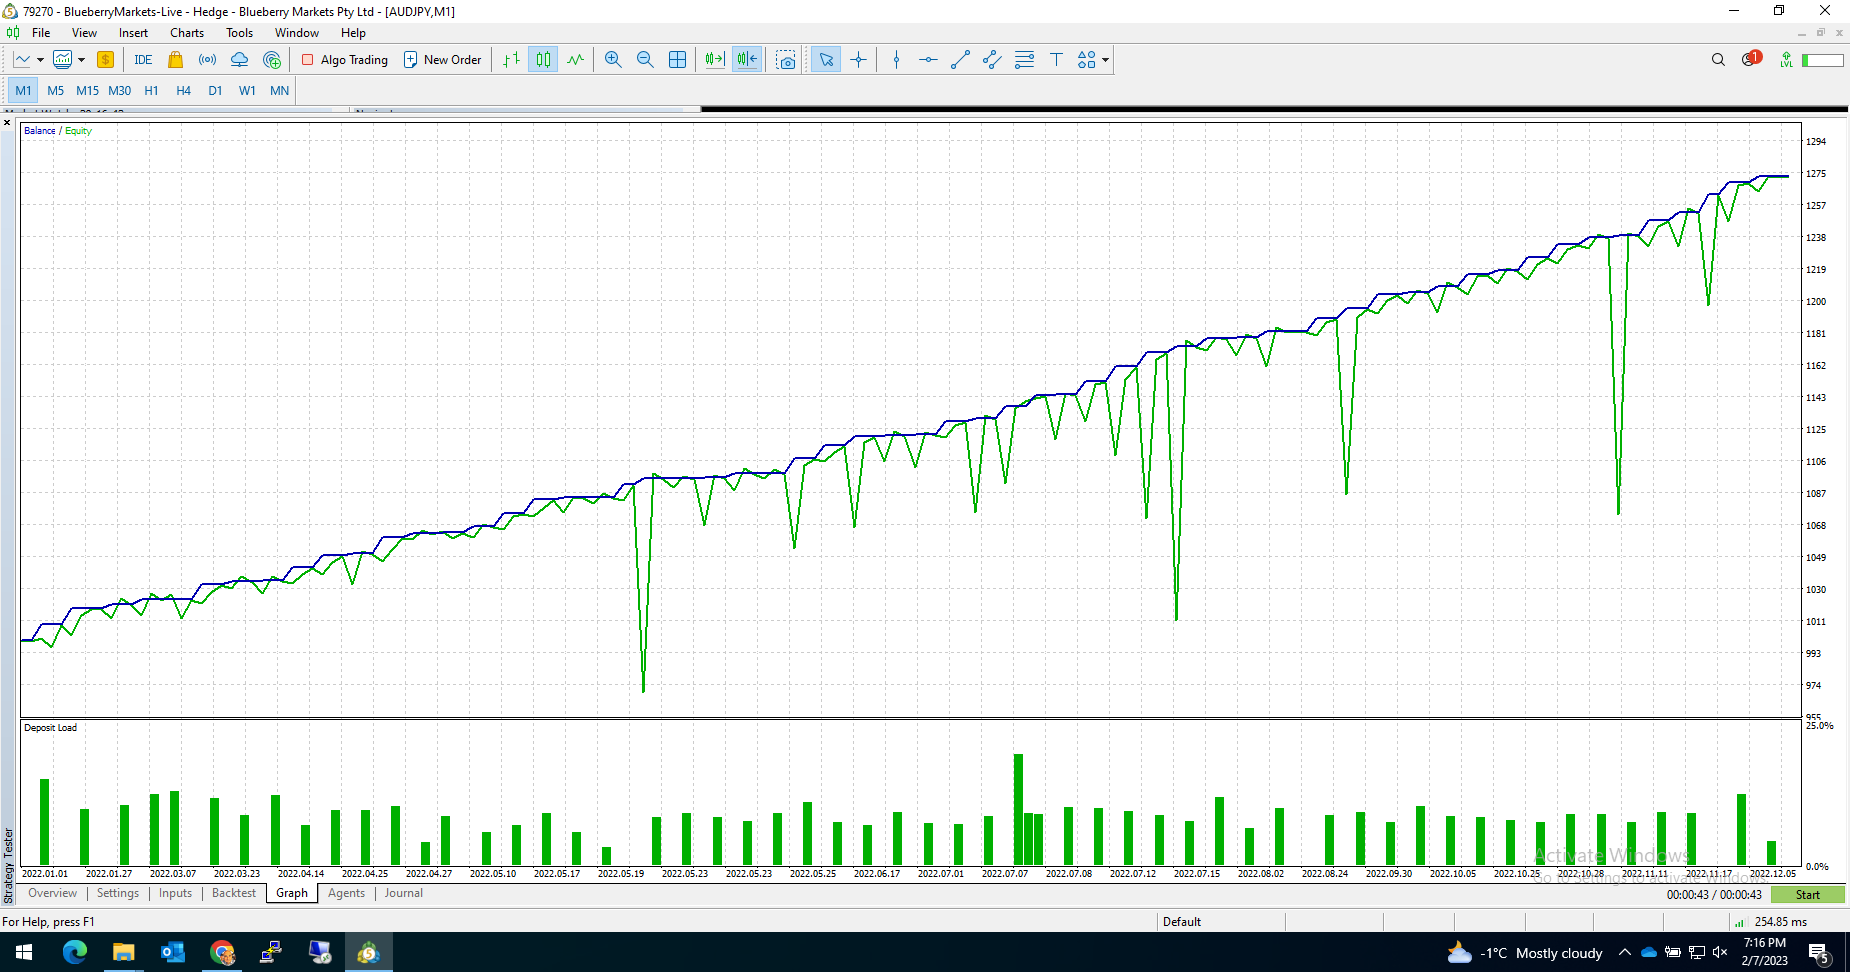 79270 - BlueberryMarkets-Live - Hedge - Blueberry Markets Pty Ltd - [AUDJPY,M1]
File View Insert Charts Tools Window Help
IDE Algo Trading New Order 1 LVL
M1 M5 M15 M30 H1 H4 D1 W1 MN
Balance / Equity
1294
1275
1257
1238
1219
1200
1181
1162
1143
1125
1106
1087
1068
1049
1030
1011
993
974
955
Deposit Load
25.0%
0.0%
2022.01.01 2022.01.27 2022.03.07 2022.03.23 2022.04.14 2022.04.25 2022.04.27 2022.05.10 2022.05.17 2022.05.19 2022.05.23 2022.05.23 2022.05.25 2022.06.17 2022.07.01 2022.07.07 2022.07.08 2022.07.12 2022.07.15 2022.08.02 2022.08.24 2022.09.30 2022.10.05 2022.10.25 2022.10.28 2022.11.11 2022.11.17 2022.12.05
Activate Windows
Go to Settings to activate Windows.
Strategy Tester
Overview Settings Inputs Backtest Graph Agents Journal
00:00:43 / 00:00:43 Start
For Help, press F1 Default 254.85 ms
-1°C Mostly cloudy
7:16 PM
2/7/2023
5